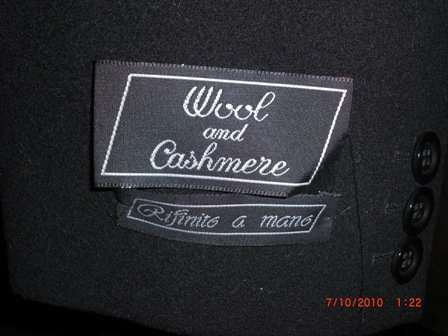 Wool
and
Cashmere
Rifinito a mano
7/10/2010 1:22